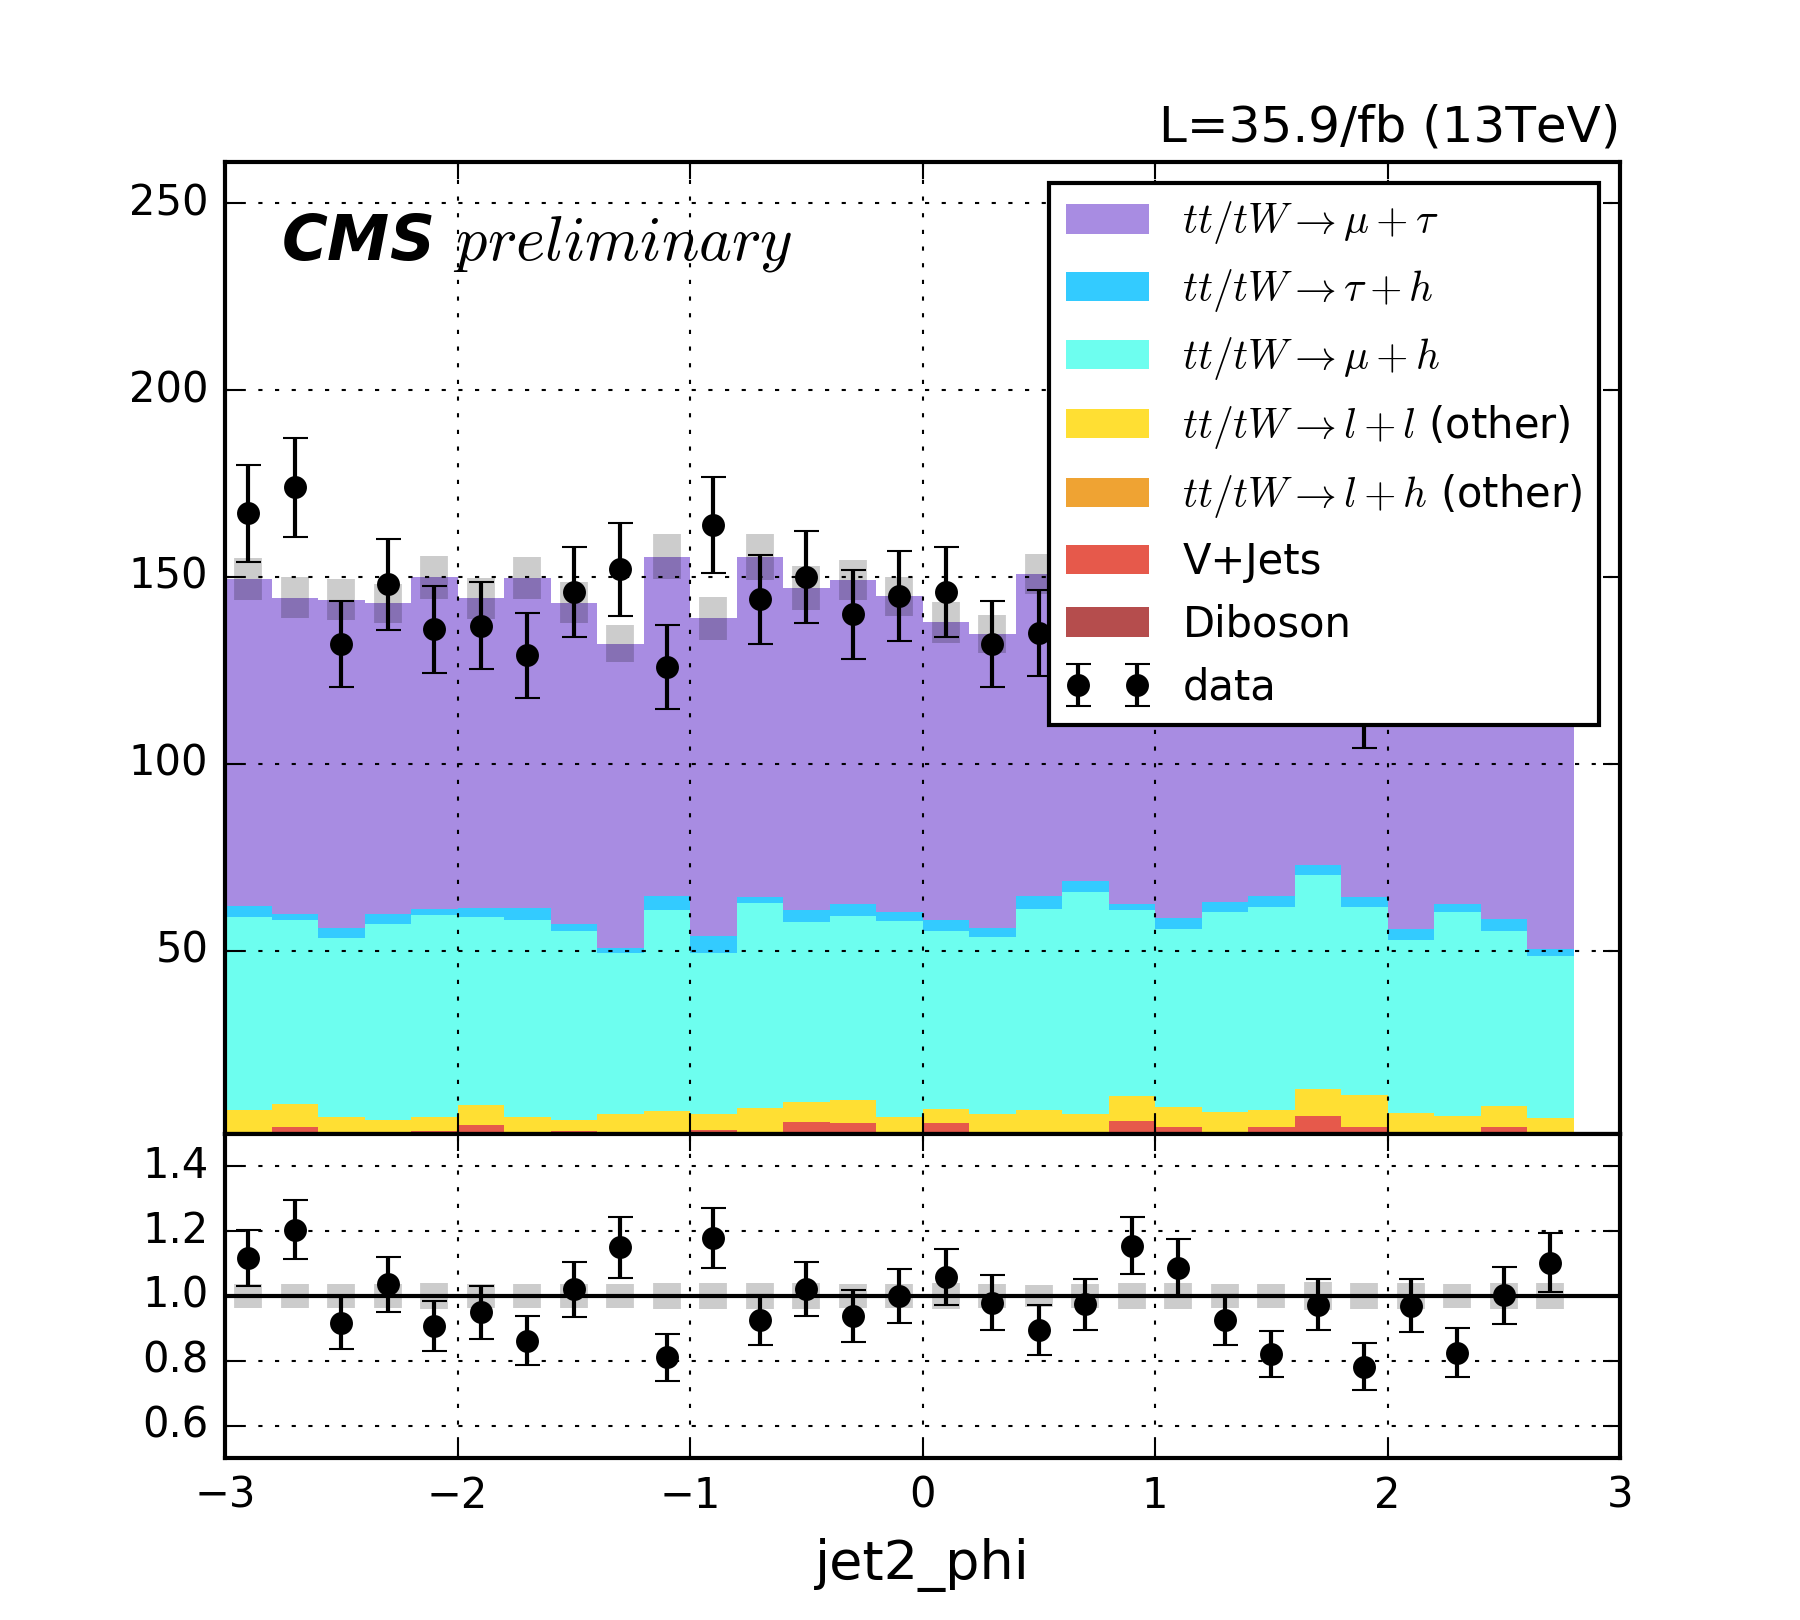 L=35.9/fb (13TeV)
CMS preliminary
250
200
150
100
50
tt/tW→μ+τ
tt/tW→τ+h
tt/tW→μ+h
tt/tW→l+l (other)
tt/tW→l+h (other)
V+Jets
Diboson
data
1.4
1.2
1.0
0.8
0.6
−3 −2 −1 0 1 2 3
jet2_phi